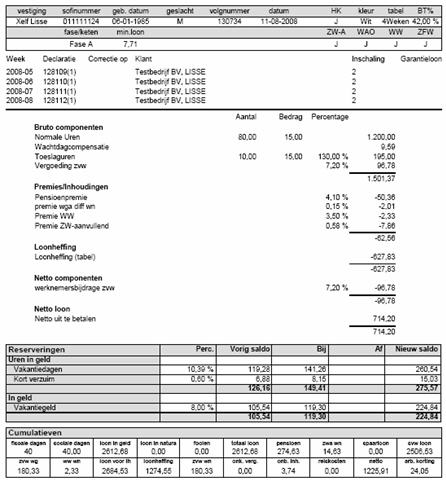 vestiging sofinummer geb. datum geslacht volgnummer datum HK kleur tabel BT%
Xelf Lisse 011111124 06-01-1985 M 130734 11-08-2008 J Wit 4Weken 42,00 %
fase/keten min.loon ZW-A WAO WW ZFW
Fase A 7,71 J J J J
Week Declaratie Correctie op Klant Inschaling Garantieloon
2008-05 128109(1) Testbedrijf BV, LISSE 2
2008-06 128110(1) Testbedrijf BV, LISSE 2
2008-07 128111(1) Testbedrijf BV, LISSE 2
2008-08 128112(1) Testbedrijf BV, LISSE 2
Aantal Bedrag Percentage
Bruto componenten
Normale Uren 80,00 15,00 1.200,00
Wachtdagcompensatie 9,59
Toeslaguren 10,00 15,00 130,00 % 195,00
Vergoeding zvw 7,20 % 96,78
1.501,37
Premies/Inhoudingen
Pensioenpremie 4,10 % -50,36
premie wga diff wn 0,15 % -2,01
Premie WW 3,50 % -2,33
Premie ZW-aanvullend 0,58 % -7,86
-62,56
Loonheffing
Loonheffing (tabel) -627,83
-627,83
Netto componenten
werknemersbijdrage zvw 7,20 % -96,78
-96,78
Netto loon
Netto uit te betalen 714,20
714,20
Reserveringen Perc. Vorig saldo Bij Af Nieuw saldo
Uren in geld
Vakantiedagen 10,39 % 119,28 141,26 260,54
Kort verzuim 0,60 % 6,88 8,15 15,03
126,16 149,41 275,57
In geld
Vakantiegeld 8,00 % 105,54 119,30 224,84
105,54 119,30 224,84
Cumulatieven
fiscale dagen sociale dagen loon in geld loon in natura fooien totaal loon pensioen zwa wn spaarloon svw loon
40 40,00 2612,68 0,00 0,00 2612,68 274,63 14,63 0,00 2506,53
zvw wg ww wn loon voor lh loonheffing zvw wn onk. verg. onb. inh. reiskosten netto arb. korting
180,33 2,33 2684,53 1274,55 180,33 0,00 3,74 0,00 1225,91 24,05